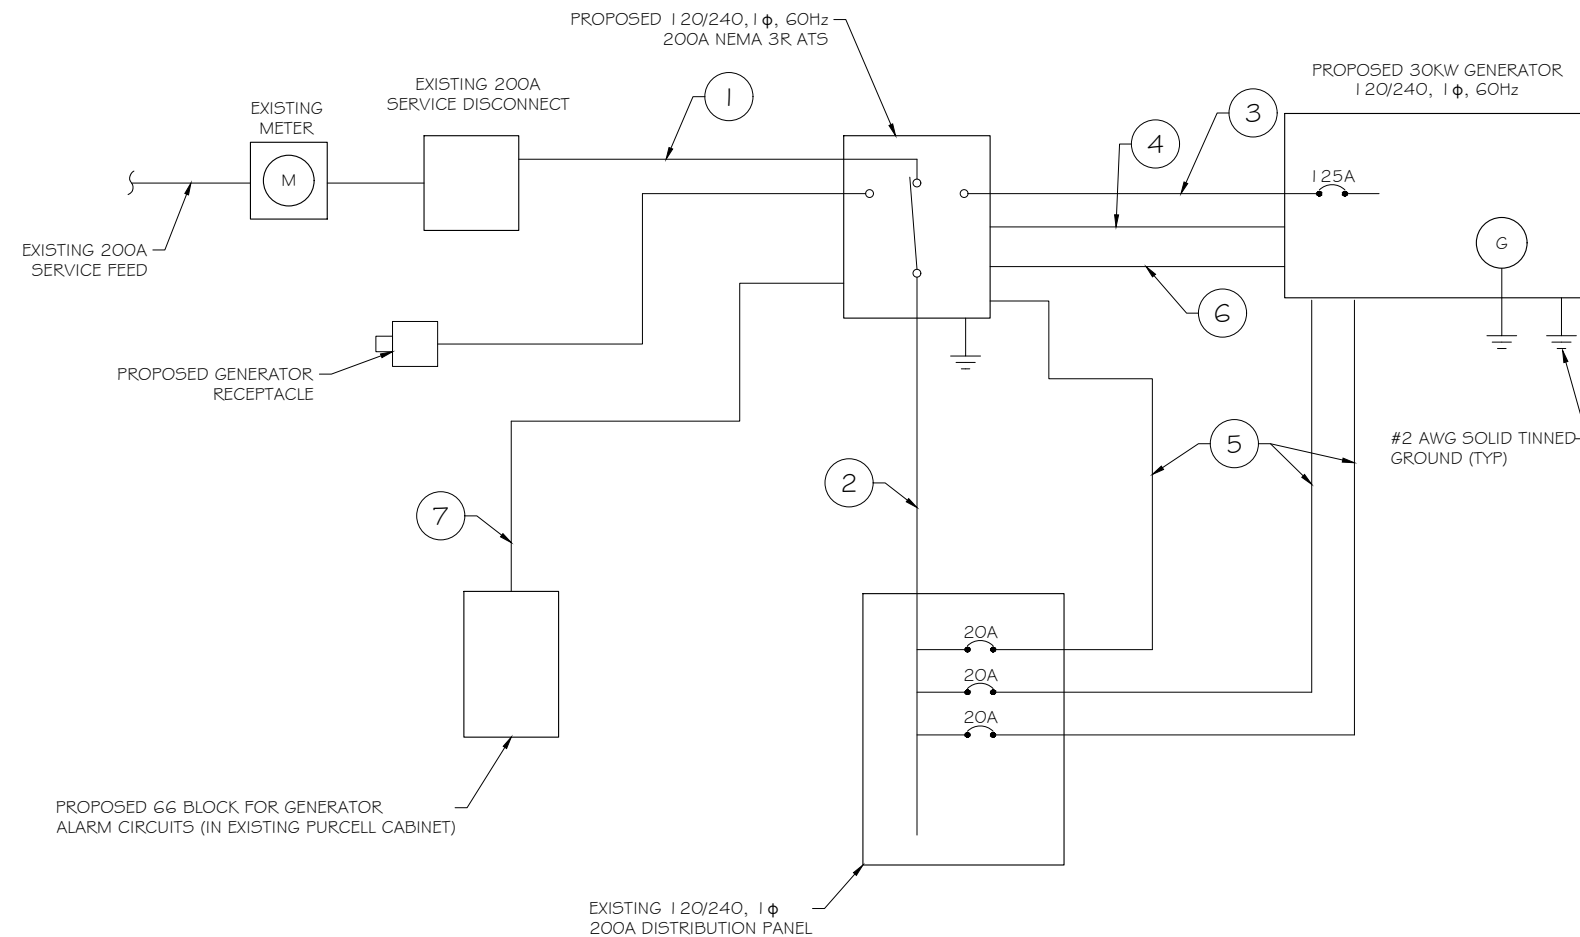 PROPOSED 120/240, 1ϕ, 60Hz
200A NEMA 3R ATS
PROPOSED 30KW GENERATOR
120/240, 1ϕ, 60Hz
EXISTING 200A
SERVICE DISCONNECT
EXISTING
METER
1
3
4
M
125A
EXISTING 200A
SERVICE FEED
G
6
PROPOSED GENERATOR
RECEPTACLE
5
#2 AWG SOLID TINNED
GROUND (TYP)
2
7
20A
20A
20A
PROPOSED 66 BLOCK FOR GENERATOR
ALARM CIRCUITS (IN EXISTING PURCELL CABINET)
EXISTING 120/240, 1ϕ
200A DISTRIBUTION PANEL